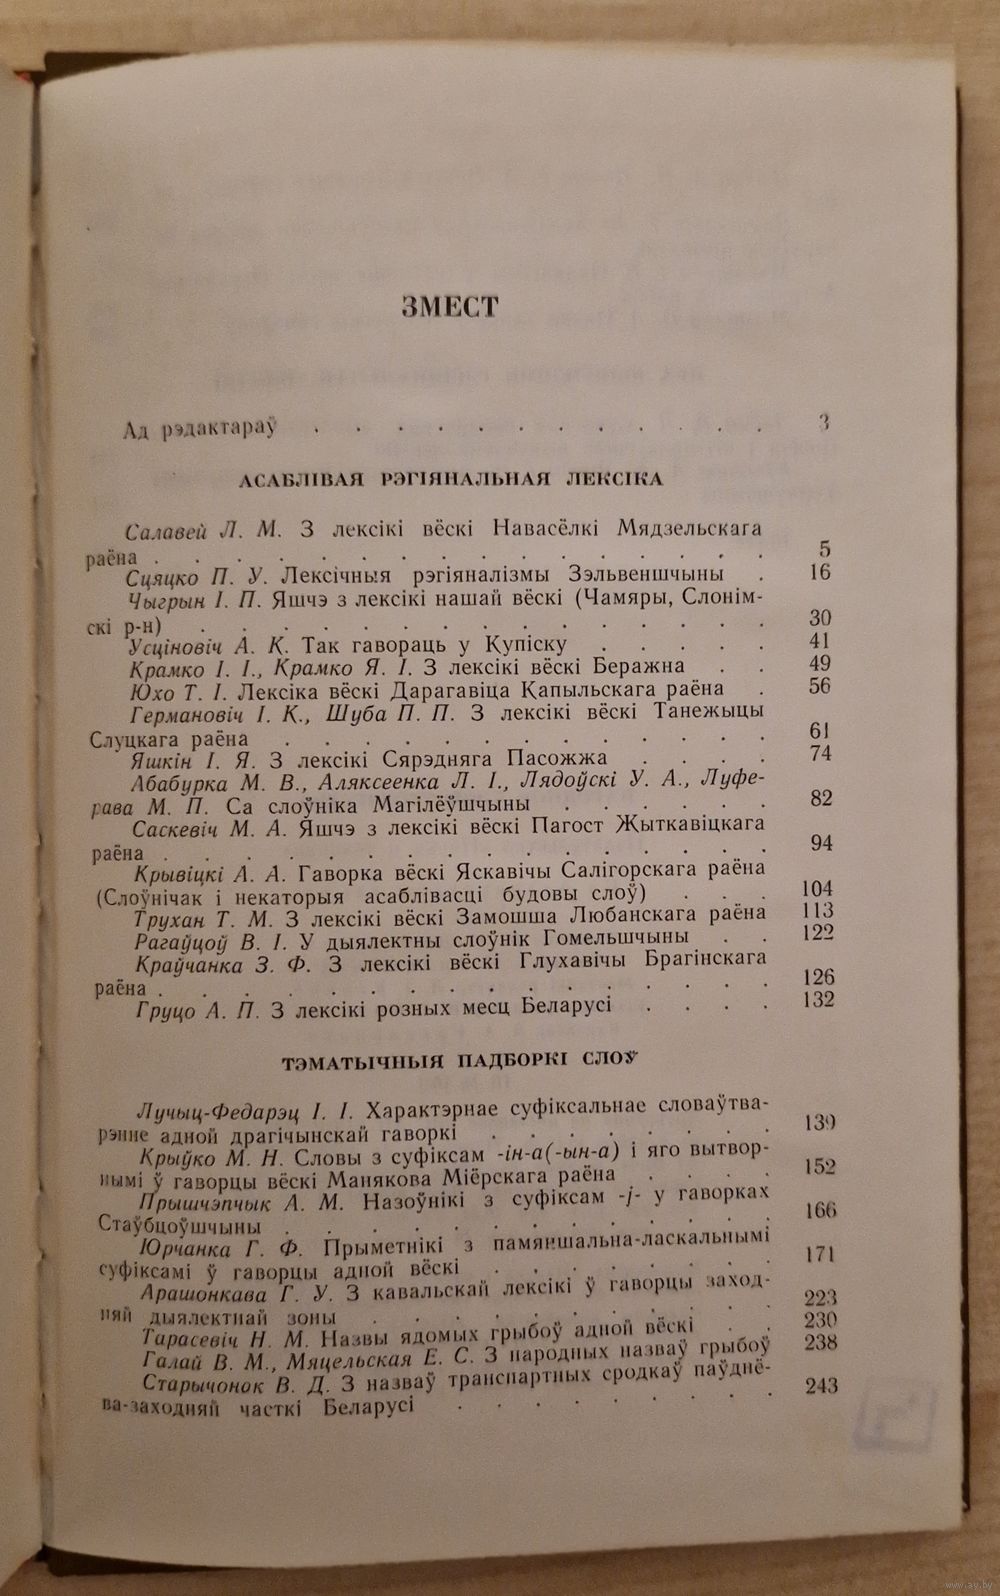 ЗМЕСТ
Ад рэдактараў . . . . . . . . . . . . 3
АСАБЛІВАЯ РЭГІЯНАЛЬНАЯ ЛЕКСІКА
Салавей Л. М. З лексікі вёскі Навасёлкі Мядзельскага
раёна . . . . . . . . . . . . . . . . 5
Сцяцко П. У. Лексічныя рэгіяналізмы Зэльвеншчыны . 16
Чыгрын І. П. Яшчэ з лексікі нашай вёскі (Чамяры, Слонім-
скі р-н) . . . . . . . . . . . . . . . 30
Усціновіч А. К. Так гавораць у Купіску . . . . . 41
Крамко І. І., Крамко Я. І. З лексікі вёскі Беражна . . 49
Юхо Т. І. Лексіка вёскі Дарагавіца Капыльскага раёна . 56
Германовіч І. К., Шуба П. П. З лексікі вёскі Танежыцы
Слуцкага раёна . . . . . . . . . . . . . 61
Яшкін І. Я. З лексікі Сярэдняга Пасожжа . . . . 74
Абабурка М. В., Аляксеенка Л. І., Лядоўскі У. А., Луфе-
рава М. П. Са слоўніка Магілёўшчыны . . . . . . 82
Саскевіч М. А. Яшчэ з лексікі вёскі Пагост Жыткавіцкага
раёна . . . . . . . . . . . . . . . . 94
Крывіцкі А. А. Гаворка вёскі Яскавічы Салігорскага раёна
(Слоўнічак і некаторыя асаблівасці будовы слоў) . . . 104
Трухан Т. М. З лексікі вёскі Замошша Любанскага раёна 113
Рагаўцоў В. І. У дыялектны слоўнік Гомельшчыны . . 122
Краўчанка З. Ф. З лексікі вёскі Глухавічы Брагінскага
раёна . . . . . . . . . . . . . . . . 126
Груцо А. П. З лексікі розных месц Беларусі . . . . 132
ТЭМАТЫЧНЫЯ ПАДБОРКІ СЛОЎ
Лучыц-Федарэц І. І. Характэрнае суфіксальнае словаўтва-
рэнне адной драгічынскай гаворкі . . . . . . . . 139
Крыўко М. Н. Словы з суфіксам -ін-а(-ын-а) і яго вытвор-
нымі ў гаворцы вёскі Манякова Міёрскага раёна . . . . 152
Прышчэпчык А. М. Назоўнікі з суфіксам -j- у гаворках
Стаўбцоўшчыны . . . . . . . . . . . . . 166
Юрчанка Г. Ф. Прыметнікі з памяншальна-ласкальнымі
суфіксамі ў гаворцы адной вёскі . . . . . . . . 171
Арашонкава Г. У. З кавальскай лексікі ў гаворцы заход-
няй дыялектнай зоны . . . . . . . . . . . 223
Тарасевіч Н. М. Назвы ядомых грыбоў адной вёскі . . 230
Галай В. М., Мяцельская Е. С. З народных назваў грыбоў 238
Старычонок В. Д. З назваў транспартных сродкаў паўднё-
ва-заходняй часткі Беларусі . . . . . . . . . 243
www.ay.by